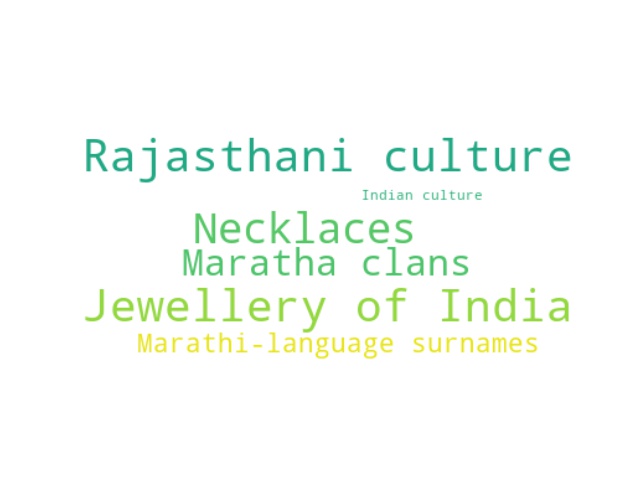 Rajasthani culture
Indian culture
Necklaces
Maratha clans
Jewellery of India
Marathi-language surnames